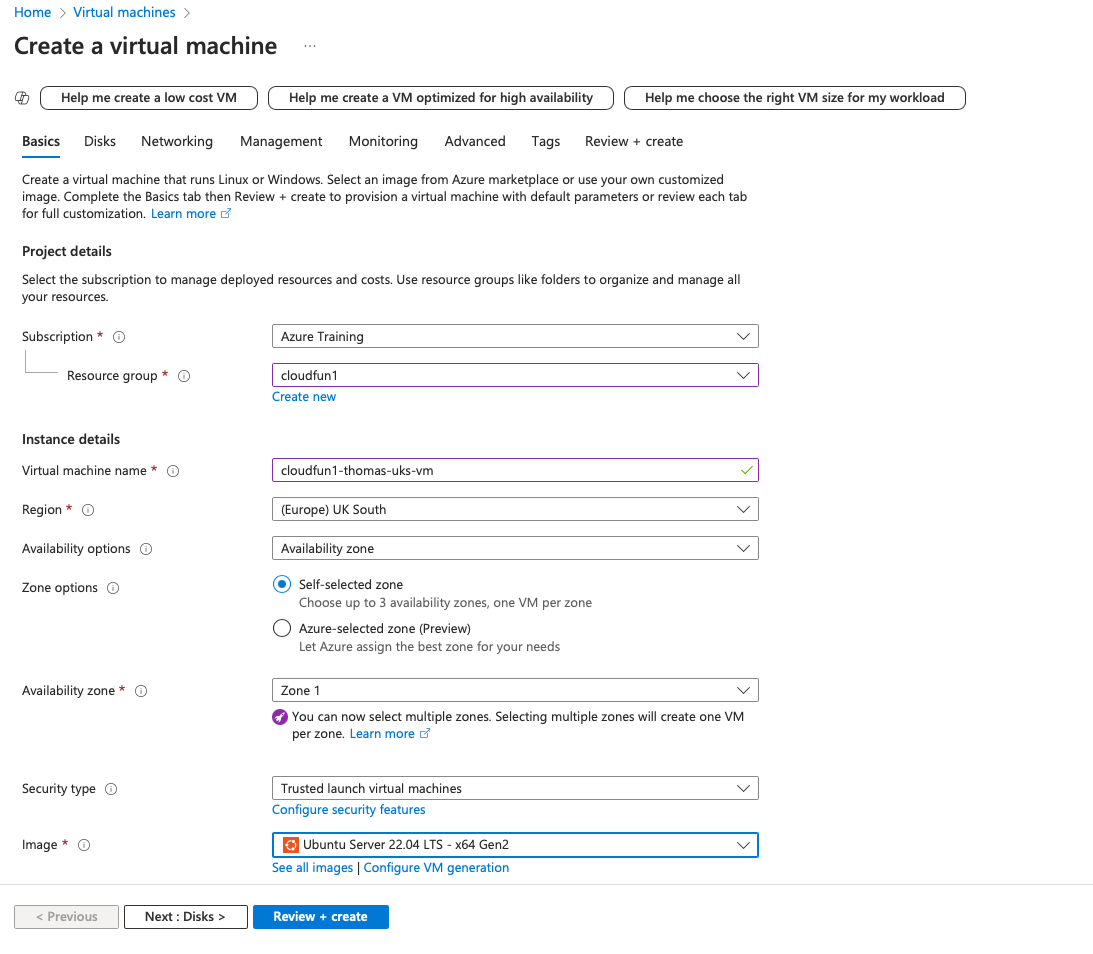 Home > Virtual machines >
Create a virtual machine ...
Help me create a low cost VM Help me create a VM optimized for high availability Help me choose the right VM size for my workload
Basics Disks Networking Management Monitoring Advanced Tags Review + create
Create a virtual machine that runs Linux or Windows. Select an image from Azure marketplace or use your own customized
image. Complete the Basics tab then Review + create to provision a virtual machine with default parameters or review each tab
for full customization. Learn more
Project details
Select the subscription to manage deployed resources and costs. Use resource groups like folders to organize and manage all
your resources.
Subscription * Azure Training
Resource group * cloudfun1
Create new
Instance details
Virtual machine name * cloudfun1-thomas-uks-vm
Region * (Europe) UK South
Availability options Availability zone
Zone options Self-selected zone
Choose up to 3 availability zones, one VM per zone
Azure-selected zone (Preview)
Let Azure assign the best zone for your needs
Availability zone * Zone 1
You can now select multiple zones. Selecting multiple zones will create one VM
per zone. Learn more
Security type Trusted launch virtual machines
Configure security features
Image * Ubuntu Server 22.04 LTS - x64 Gen2
See all images | Configure VM generation
< Previous Next : Disks > Review + create